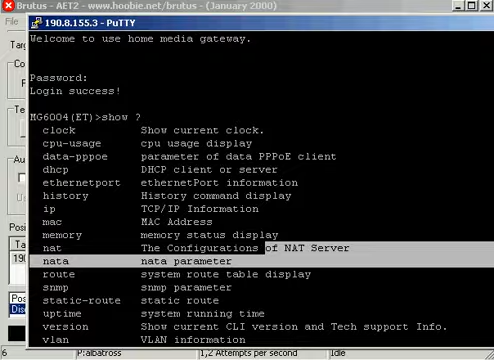 Brutus - AET2 - www.hoobie.net/brutus - (January 2000)
File
190.8.155.3 - PuTTY
Welcome to use home media gateway.
Password:
Login success!
MG6004(ET)>show ?
clock Show current clock.
cpu-usage cpu usage display
data-pppoe parameter of data PPPoE client
dhcp DHCP client or server
ethernetport ethernetPort information
history History command display
ip TCP/IP Information
mac MAC Address
memory memory status display
nat The Configurations of NAT Server
nata nata parameter
route system route table display
snmp snmp parameter
static-route static route
uptime system running time
version Show current CLI version and Tech support Info.
vlan VLAN information
6 P:albatross 1,2 Attempts per second Idle